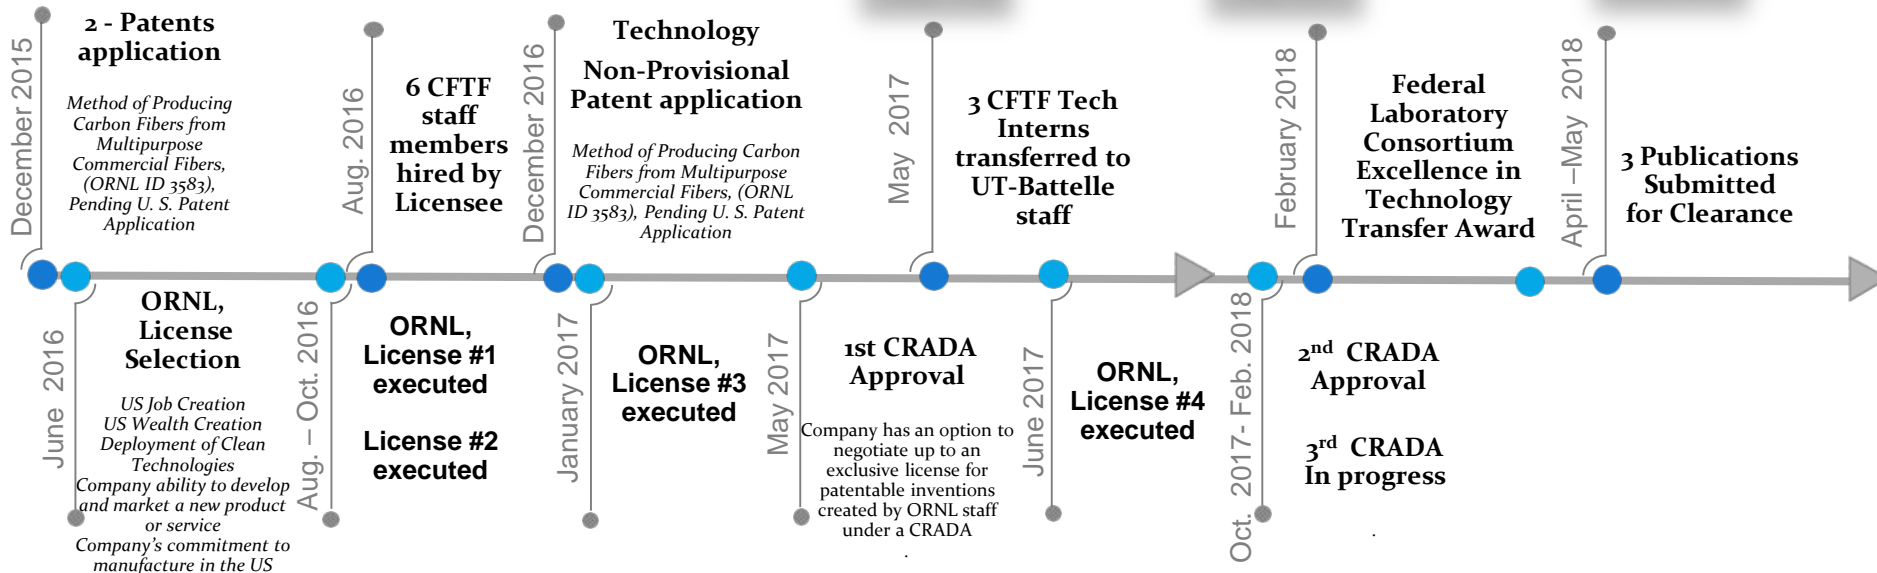 December 2015
2 - Patents
application
Method of Producing
Carbon Fibers from
Multipurpose
Commercial Fibers,
(ORNL ID 3583),
Pending U. S. Patent
Application
Aug. 2016
6 CFTF
staff
members
hired by
Licensee
December 2016
Technology
Non-Provisional
Patent application
Method of Producing Carbon
Fibers from Multipurpose
Commercial Fibers, (ORNL
ID 3583), Pending U. S. Patent
Application
May 2017
3 CFTF Tech
Interns
transferred to
UT-Battelle
staff
February 2018
Federal
Laboratory
Consortium
Excellence in
Technology
Transfer Award
April –May 2018
3 Publications
Submitted
for Clearance
June 2016
ORNL,
License
Selection
US Job Creation
US Wealth Creation
Deployment of Clean
Technologies
Company ability to develop
and market a new product
or service
Company's commitment to
manufacture in the US
Aug. – Oct. 2016
ORNL,
License #1
executed
License #2
executed
January 2017
ORNL,
License #3
executed
May 2017
1st CRADA
Approval
Company has an option to
negotiate up to an
exclusive license for
patentable inventions
created by ORNL staff
under a CRADA
.
June 2017
ORNL,
License #4
executed
Oct. 2017- Feb. 2018
2nd CRADA
Approval
3rd CRADA
In progress
.